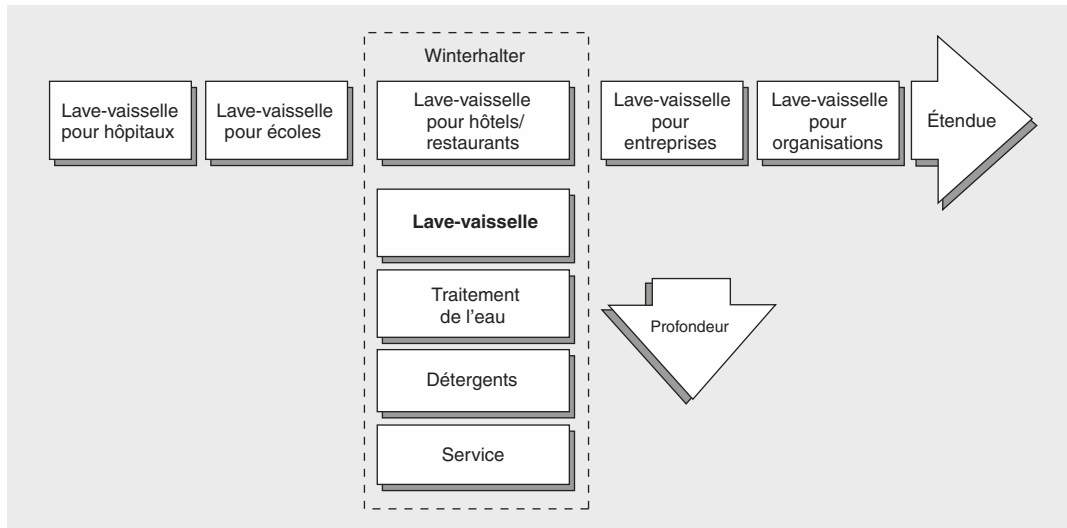 Winterhalter
Lave-vaisselle
pour hôpitaux
Lave-vaisselle
pour écoles
Lave-vaisselle
pour hôtels/
restaurants
Lave-vaisselle
pour
entreprises
Lave-vaisselle
pour
organisations
Étendue
Lave-vaisselle
Traitement
de l’eau
Profondeur
Détergents
Service